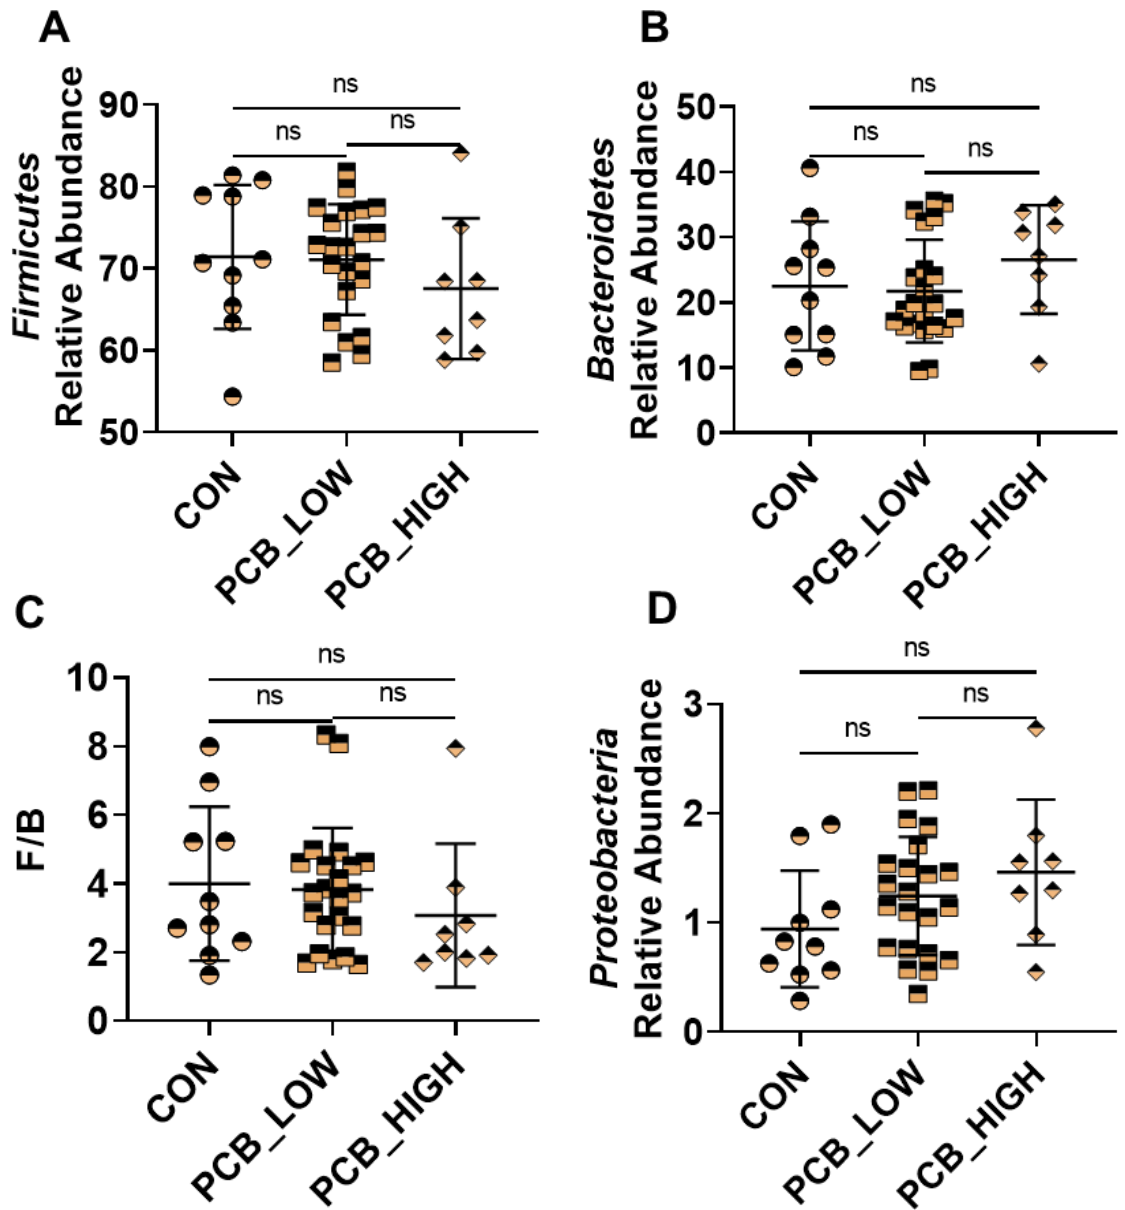 A
Firmicutes
Relative Abundance
90
80
70
60
50
ns
ns
ns
CON
PCB_LOW
PCB_HIGH
B
Bacteroidetes
Relative Abundance
50
40
30
20
10
0
ns
ns
ns
CON
PCB_LOW
PCB_HIGH
C
F/B
10
8
6
4
2
0
ns
ns
ns
CON
PCB_LOW
PCB_HIGH
D
Proteobacteria
Relative Abundance
3
2
1
0
ns
ns
ns
CON
PCB_LOW
PCB_HIGH